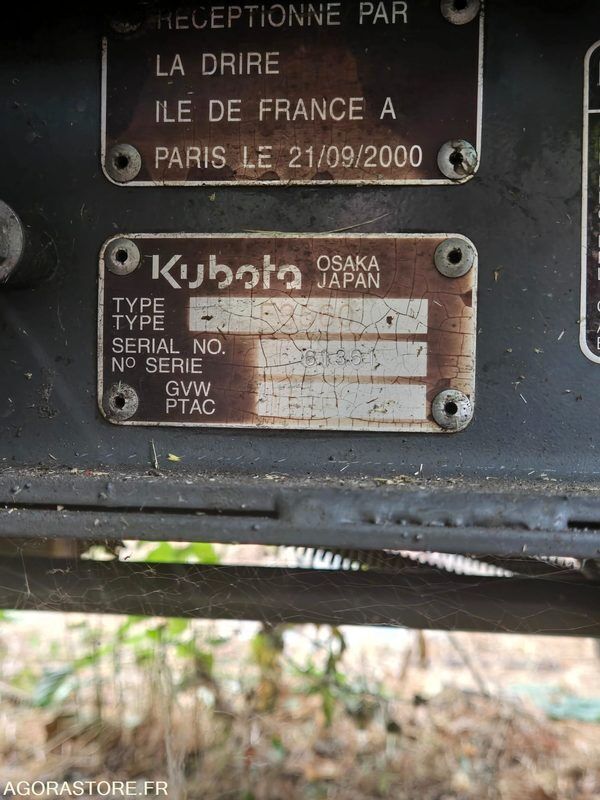 RECEPTIONNE PAR
LA DRIRE
ILE DE FRANCE A
PARIS LE 21/09/2000
Kubota OSAKA JAPAN
TYPE
TYPE
SERIAL NO. 61361
No SERIE
GVW
PTAC
AGORASTORE.FR